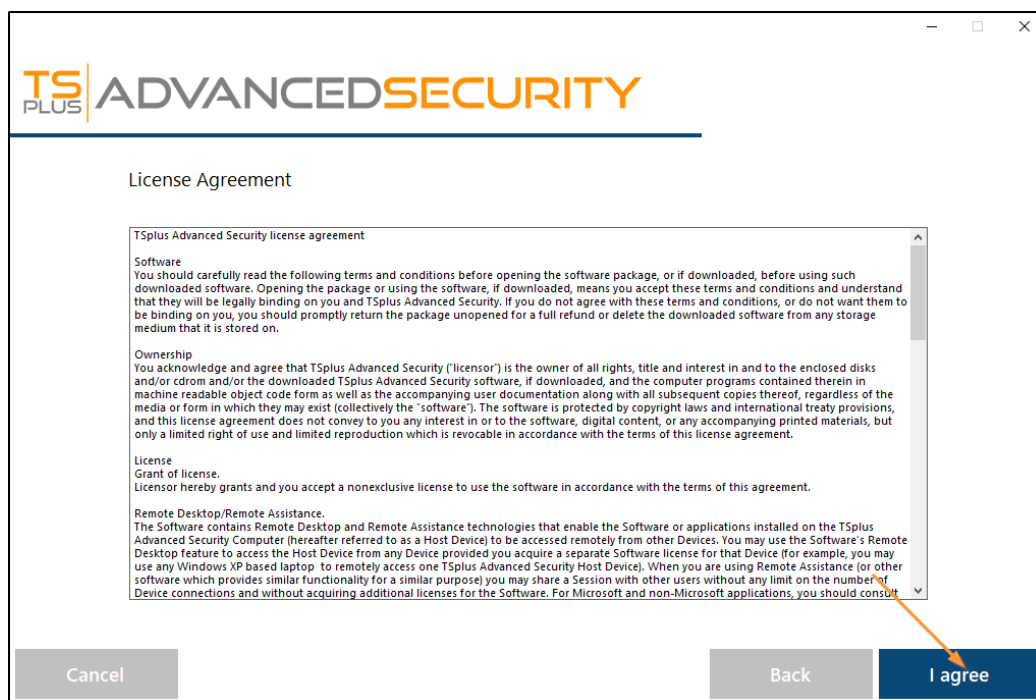 TS PLUS ADVANCEDSECURITY
License Agreement
TSplus Advanced Security license agreement
Software
You should carefully read the following terms and conditions before opening the software package, or if downloaded, before using such
downloaded software. Opening the package or using the software, if downloaded, means you accept these terms and conditions and understand
that they will be legally binding on you and TSplus Advanced Security. If you do not agree with these terms and conditions, or do not want them to
be binding on you, you should promptly return the package unopened for a full refund or delete the downloaded software from any storage
medium that it is stored on.
Ownership
You acknowledge and agree that TSplus Advanced Security ("licensor") is the owner of all rights, title and interest in and to the enclosed disks
and/or cdrom and/or the downloaded TSplus Advanced Security software, if downloaded, and the computer programs contained therein in
machine readable object code form as well as the accompanying user documentation along with all subsequent copies thereof, regardless of the
media or form in which they may exist (collectively the "software"). The software is protected by copyright laws and international treaty provisions,
and this license agreement does not convey to you any interest in or to the software, digital content, or any accompanying printed materials, but
only a limited right of use and limited reproduction which is revocable in accordance with the terms of this license agreement.
License
Grant of license.
Licensor hereby grants and you accept a nonexclusive license to use the software in accordance with the terms of this agreement.
Remote Desktop/Remote Assistance.
The Software contains Remote Desktop and Remote Assistance technologies that enable the Software or applications installed on the TSplus
Advanced Security Computer (hereafter referred to as a Host Device) to be accessed remotely from other Devices. You may use the Software's Remote
Desktop feature to access the Host Device from any Device provided you acquire a separate Software license for that Device (for example, you may
use any Windows XP based laptop to remotely access one TSplus Advanced Security Host Device). When you are using Remote Assistance (or other
software which provides similar functionality for a similar purpose) you may share a Session with other users without any limit on the number of
Device connections and without acquiring additional licenses for the Software. For Microsoft and non-Microsoft applications, you should consult
Cancel
Back
I agree